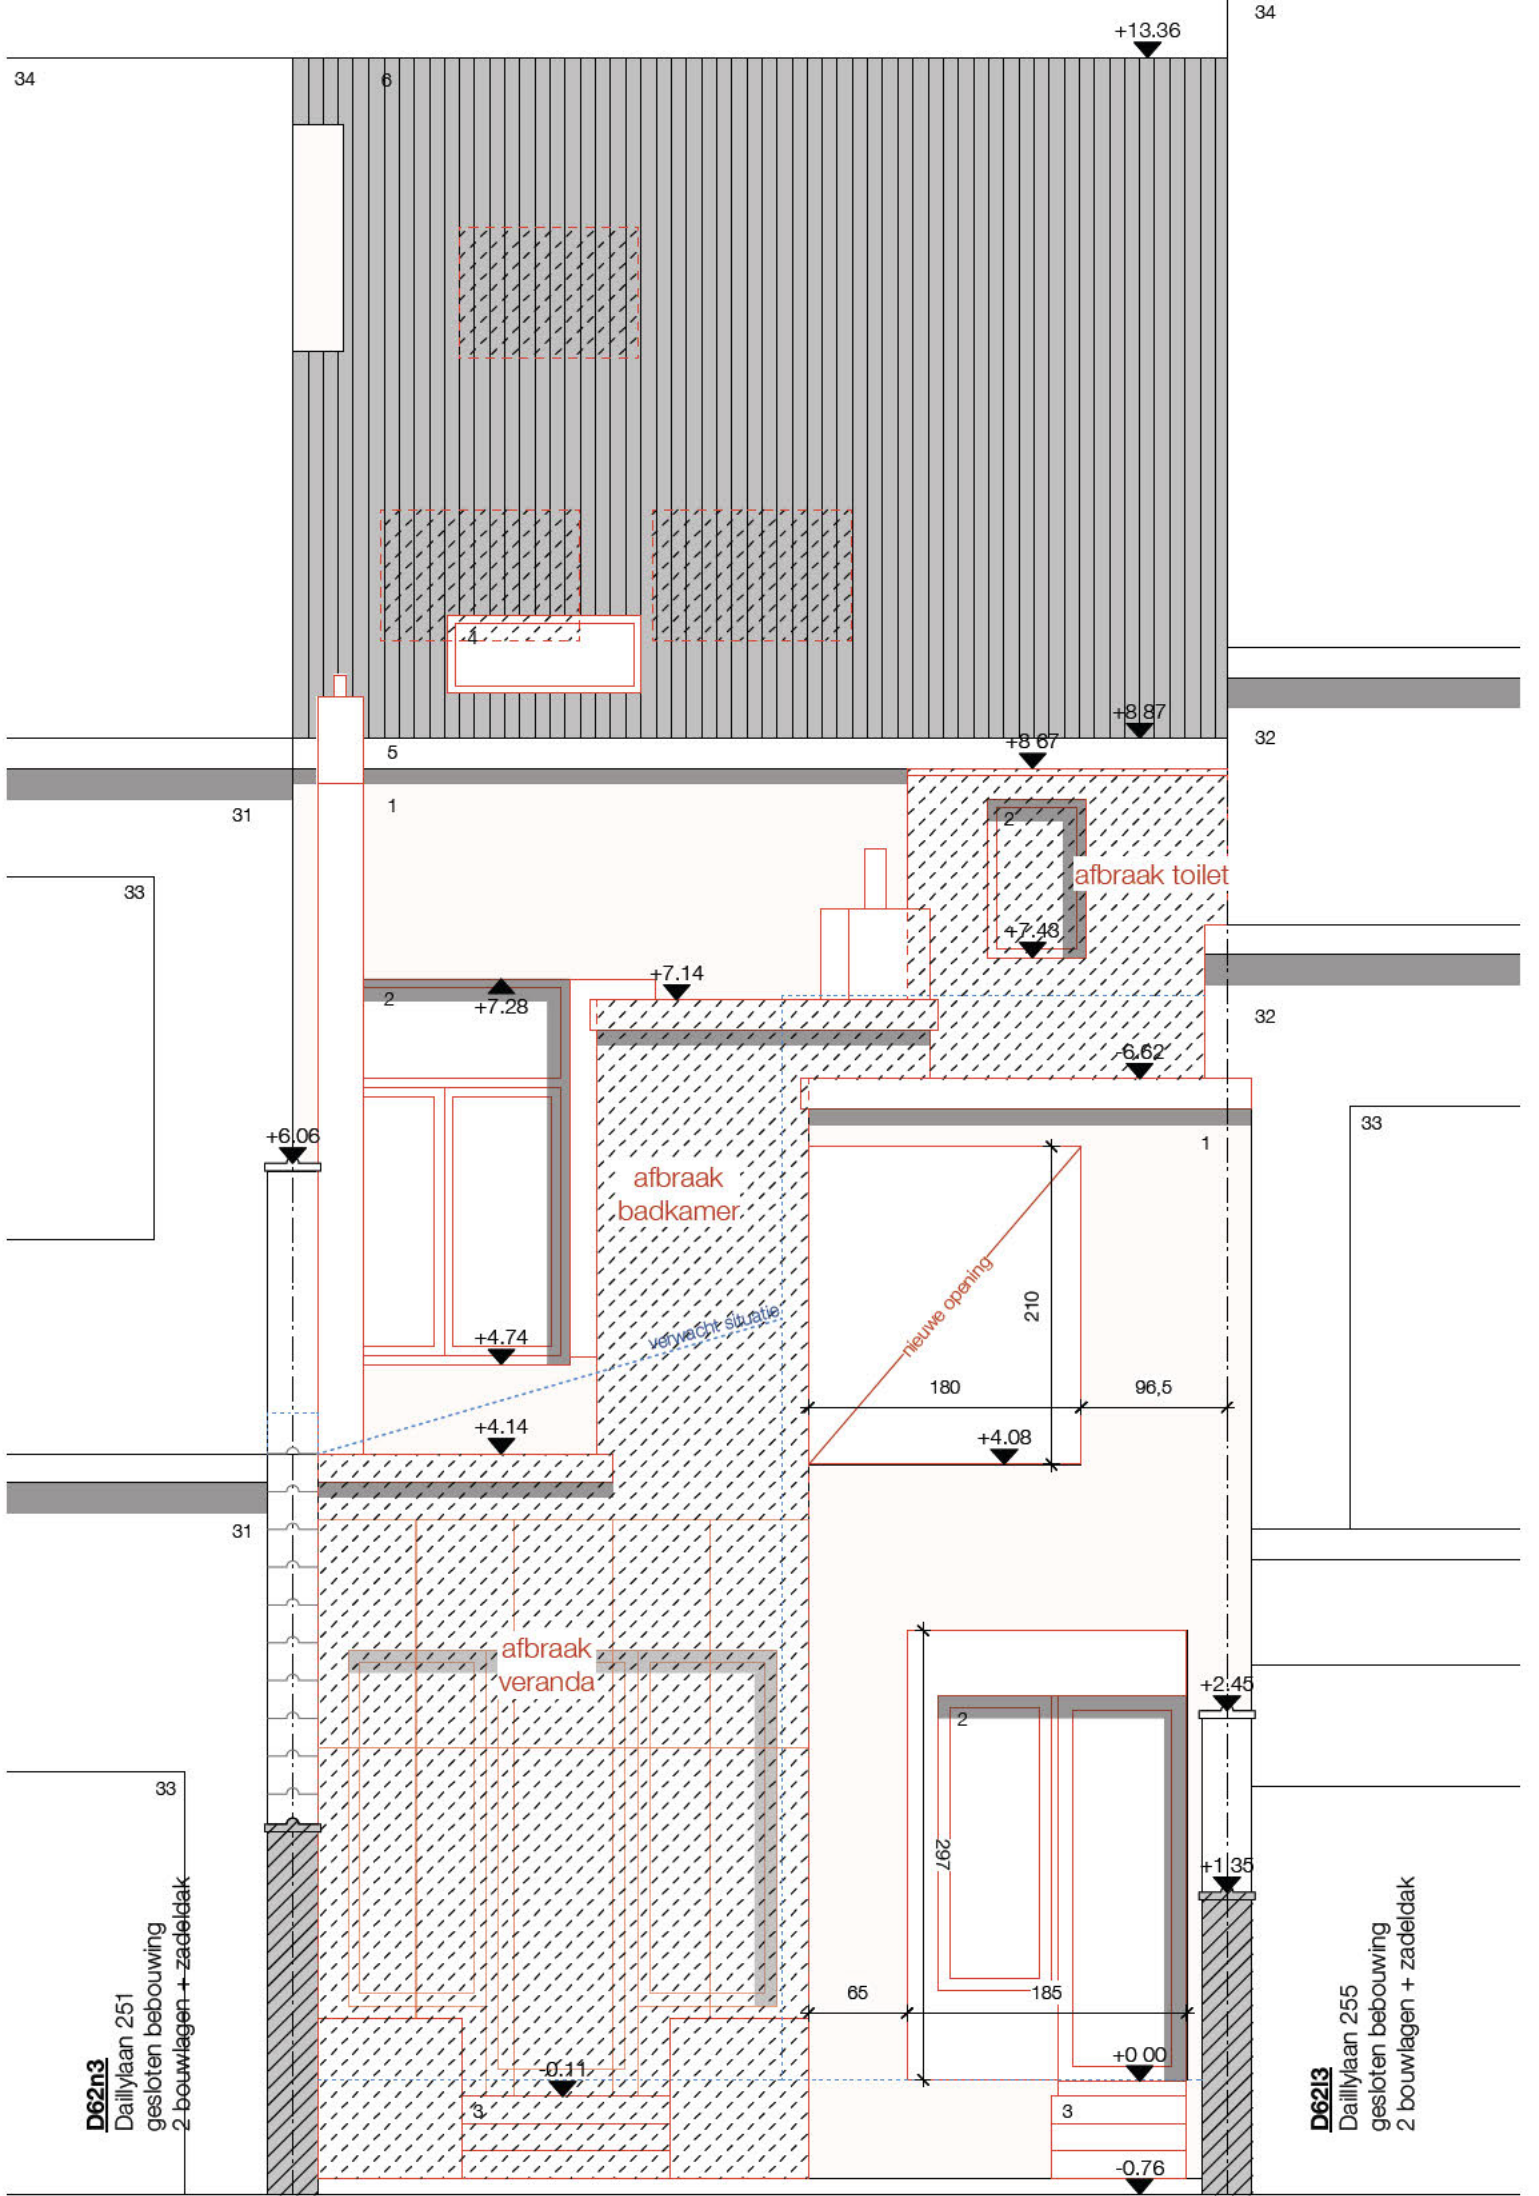 34
+13.36
34
6
4
+8 87
+8 67
32
5
31
1
2
33
afbraak toilet
+7.43
+7.14
2
+7.28
32
-6.62
33
+6.06
1
afbraak
badkamer
210
nieuwe opening
verwacht situatie
+4.74
180
96,5
+4.14
+4.08
31
afbraak
veranda
+2.45
2
33
297
+1.35
65
185
-0.11
+0 00
3
3
-0.76
D62n3
Daillylaan 251
gesloten bebouwing
2 bouwlagen + zadeldak
D62l3
Daillylaan 255
gesloten bebouwing
2 bouwlagen + zadeldak